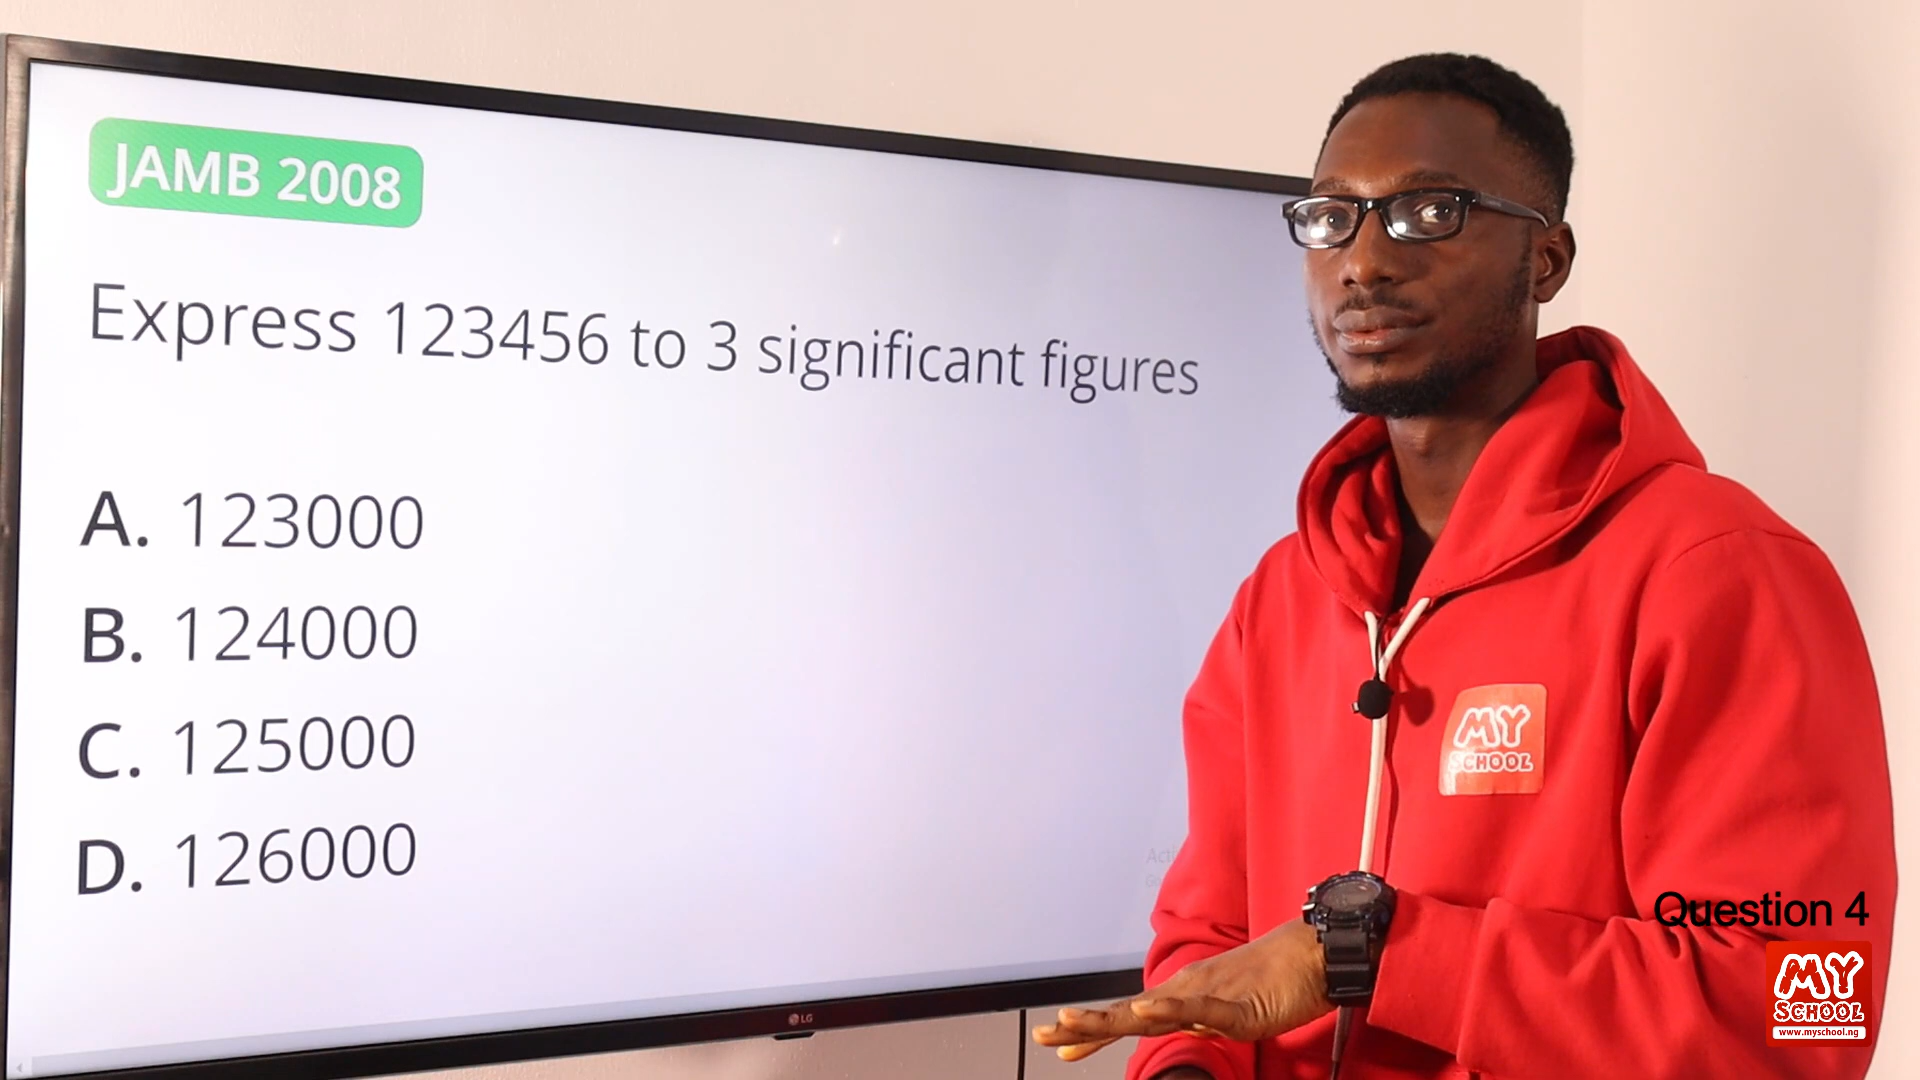 JAMB 2008
Express 123456 to 3 significant figures
A. 123000
B. 124000
C. 125000
D. 126000
LG
MY
SCHOOL
Question 4
MY
SCHOOL
www.myschool.ng